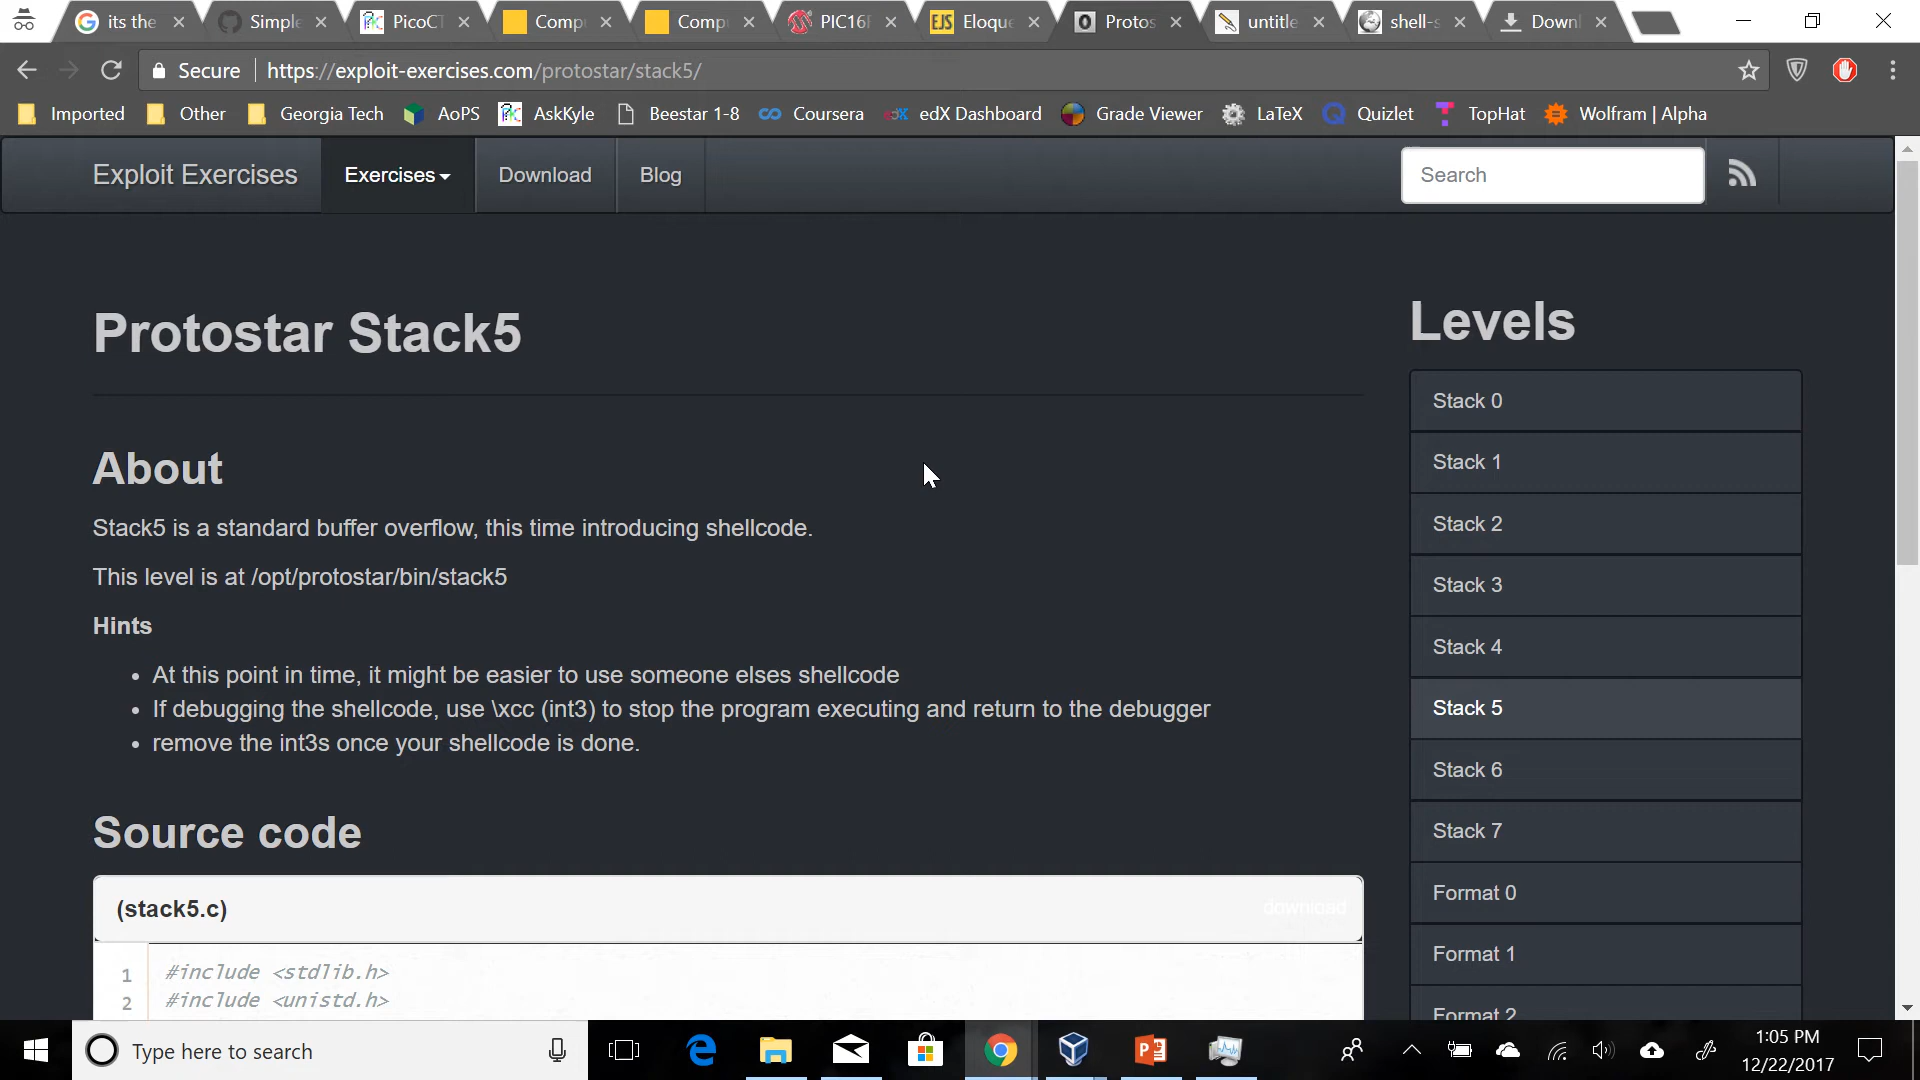 its the
Simple
PicoCT
Comp
Comp
PIC16F
EJS
Eloque
Protos
untitle
shell-s
Down
Secure
https://exploit-exercises.com/protostar/stack5/
Imported
Other
Georgia Tech
AoPS
AskKyle
Beestar 1-8
Coursera
edX Dashboard
Grade Viewer
LaTeX
Quizlet
TopHat
Wolfram | Alpha
Exploit Exercises
Exercises
Download
Blog
Search
Protostar Stack5
About
Stack5 is a standard buffer overflow, this time introducing shellcode.
This level is at /opt/protostar/bin/stack5
Hints
• At this point in time, it might be easier to use someone elses shellcode
• If debugging the shellcode, use \xcc (int3) to stop the program executing and return to the debugger
• remove the int3s once your shellcode is done.
Source code
(stack5.c)
download
1 #include <stdlib.h>
2 #include <unistd.h>
Levels
Stack 0
Stack 1
Stack 2
Stack 3
Stack 4
Stack 5
Stack 6
Stack 7
Format 0
Format 1
Format 2
Type here to search
1:05 PM
12/22/2017